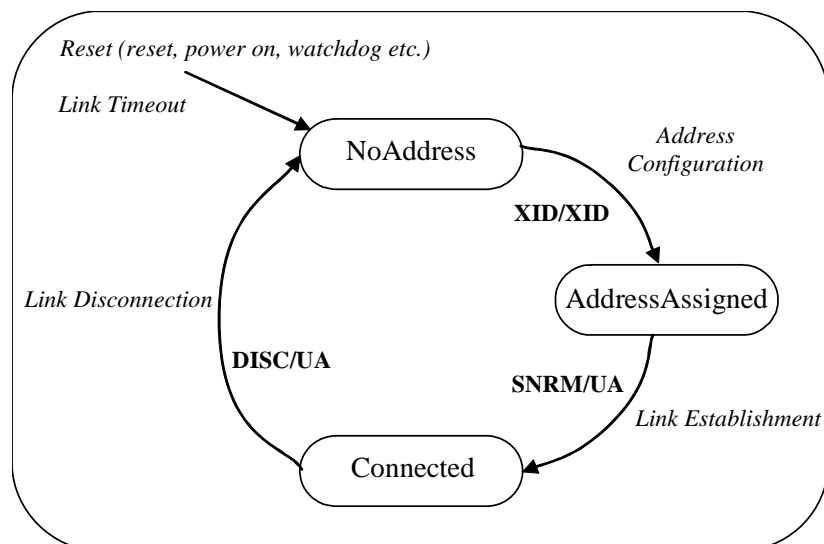 Reset (reset, power on, watchdog etc.)
Link Timeout
NoAddress
Address
Configuration
XID/XID
AddressAssigned
Link Disconnection
DISC/UA
SNRM/UA
Link Establishment
Connected